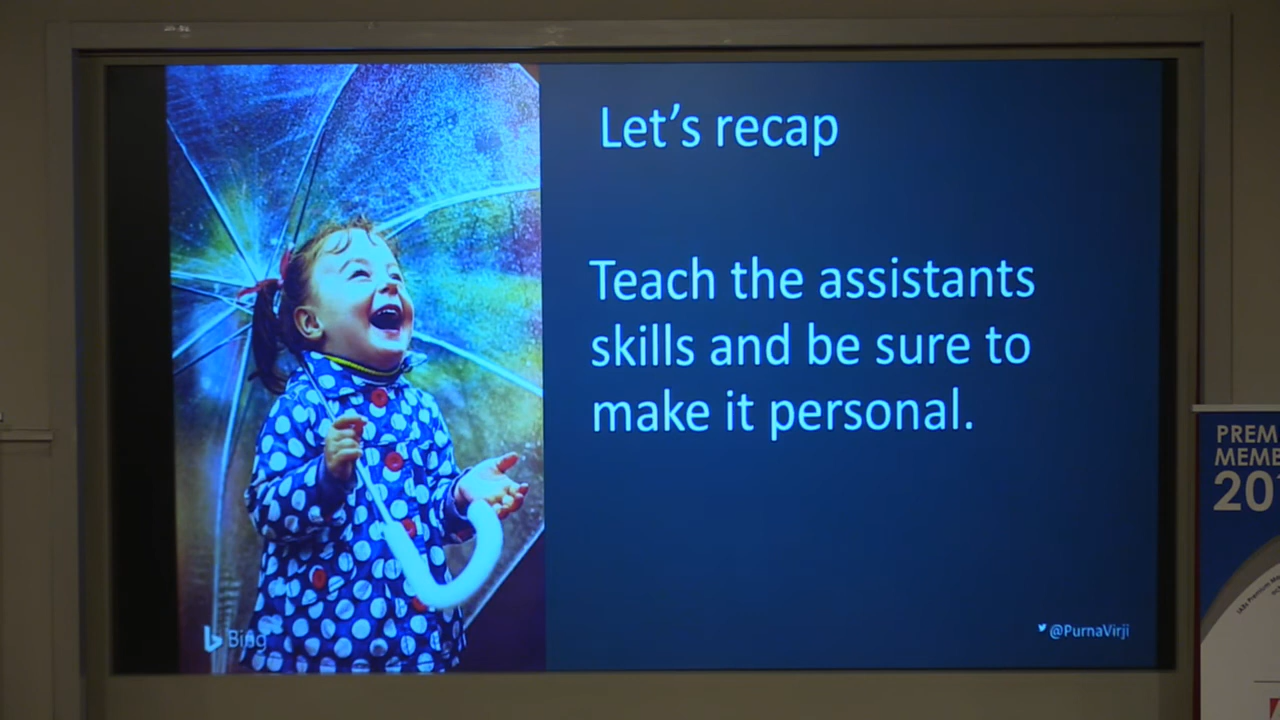 Let's recap
Teach the assistants
skills and be sure to
make it personal.
Bing
@PurnaVirji
PREM
MEMB
20